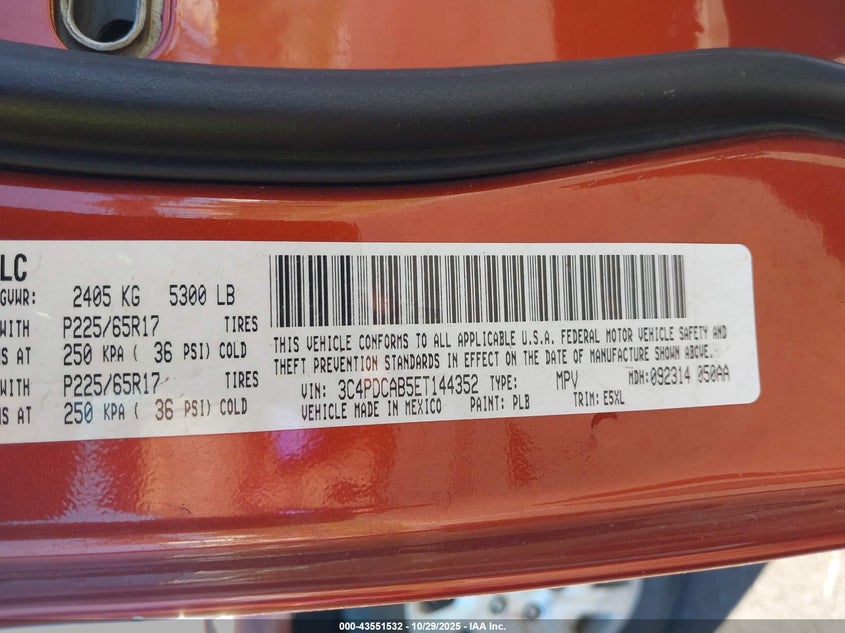 LC
GVWR: 2405 KG 5300 LB
WITH P225/65R17 TIRES
S AT 250 KPA ( 36 PSI) COLD
WITH P225/65R17 TIRES
S AT 250 KPA ( 36 PSI) COLD
THIS VEHICLE CONFORMS TO ALL APPLICABLE U.S.A. FEDERAL MOTOR VEHICLE SAFETY AND
THEFT PREVENTION STANDARDS IN EFFECT ON THE DATE OF MANUFACTURE SHOWN ABOVE.
VIN: 3C4PDCAB5ET144352 TYPE: MPV MDH:092314 050AA
VEHICLE MADE IN MEXICO PAINT: PLB TRIM: E5XL
000-43551532 - 10/29/2025 - IAA Inc.